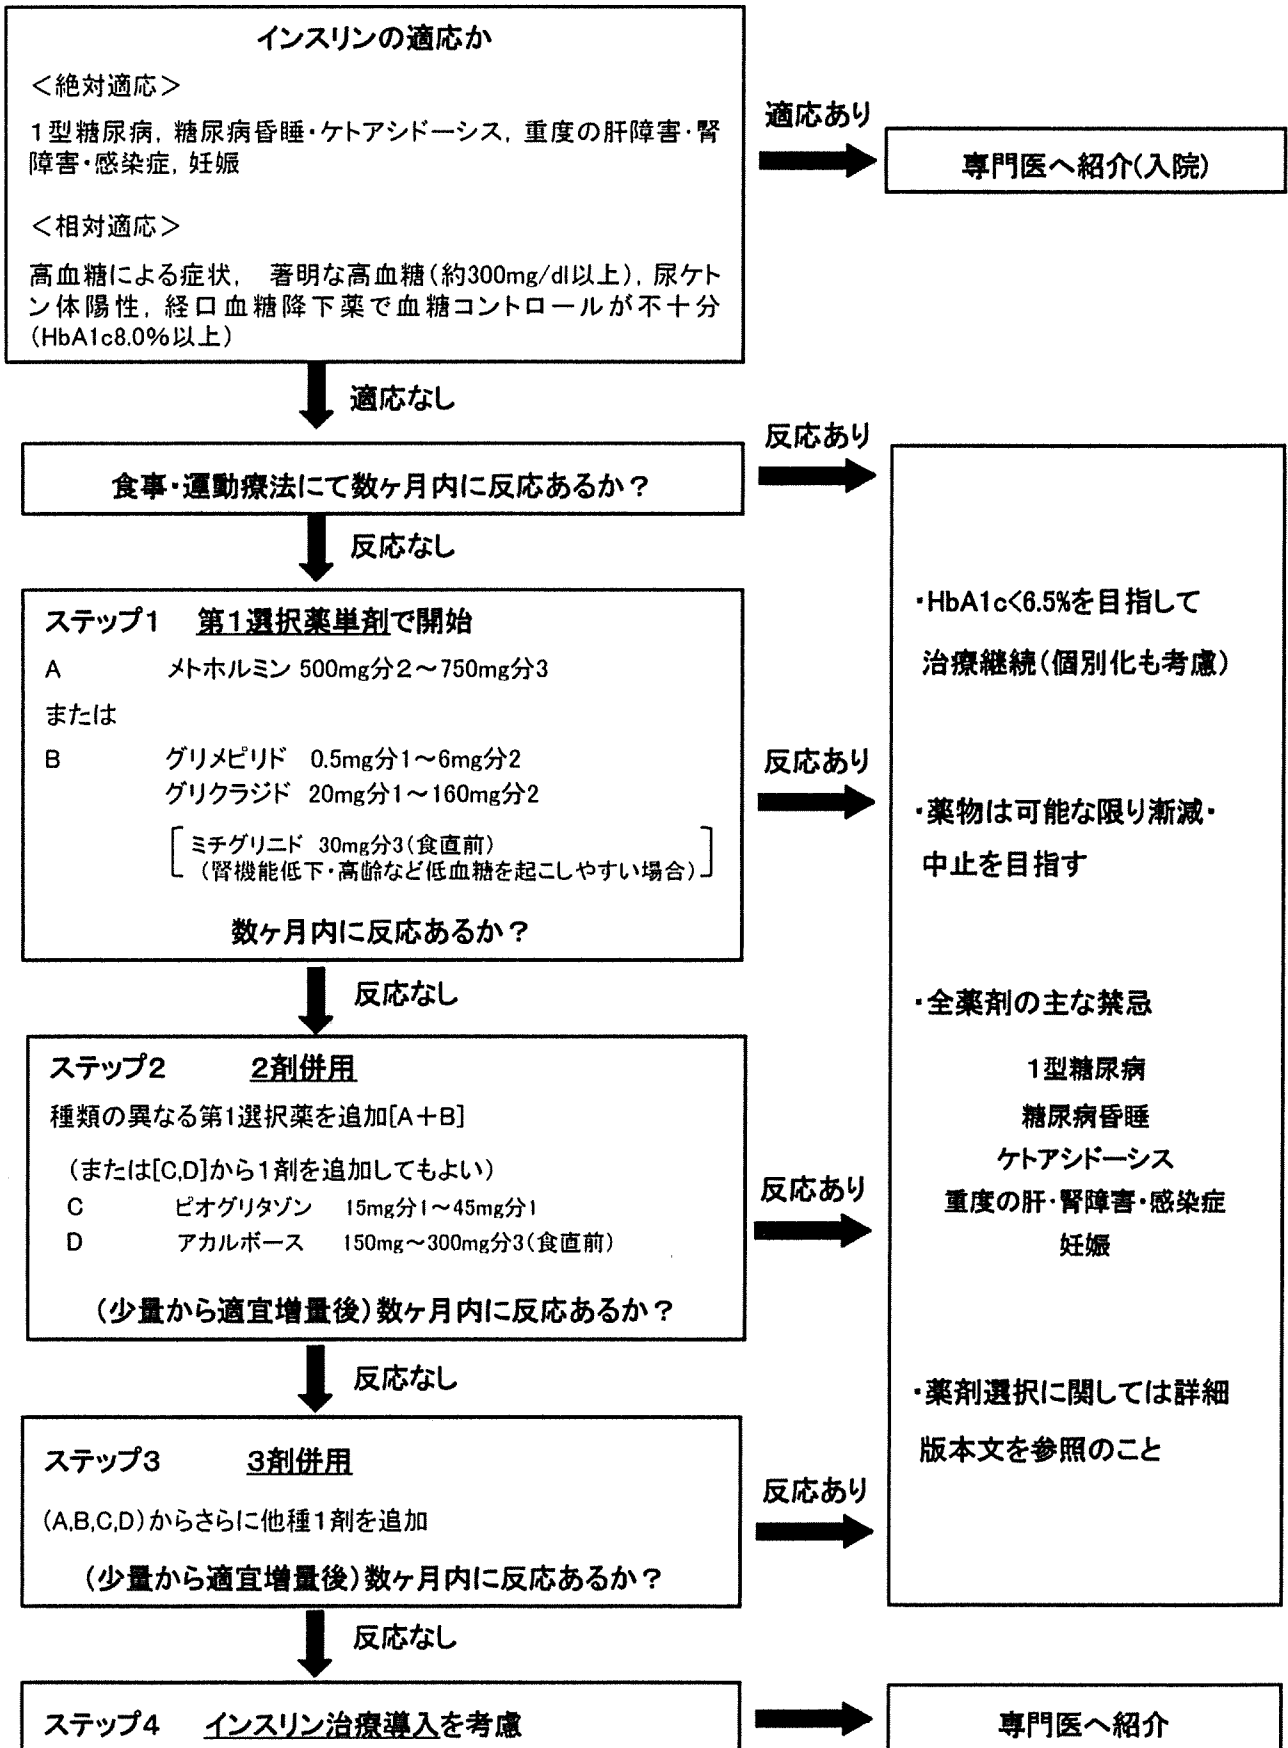 インスリンの適応か
＜絶対適応＞
1型糖尿病, 糖尿病昏睡・ケトアシドーシス, 重度の肝障害・腎
障害・感染症, 妊娠
＜相対適応＞
高血糖による症状, 著明な高血糖(約300mg/dl以上), 尿ケト
ン体陽性, 経口血糖降下薬で血糖コントロールが不十分
(HbA1c8.0%以上)
適応あり
専門医へ紹介(入院)
適応なし
食事・運動療法にて数ヶ月内に反応あるか？
反応あり
反応なし
ステップ1 第1選択薬単剤で開始
A メトホルミン 500mg分2～750mg分3
または
B グリメピリド 0.5mg分1～6mg分2
グリクラジド 20mg分1～160mg分2
[ミチグリニド 30mg分3(食直前)
(腎機能低下・高齢など低血糖を起こしやすい場合)]
数ヶ月内に反応あるか？
反応あり
反応なし
ステップ2 2剤併用
種類の異なる第1選択薬を追加[A＋B]
(または[C,D]から1剤を追加してもよい)
C ピオグリタゾン 15mg分1～45mg分1
D アカルボース 150mg～300mg分3(食直前)
(少量から適宜増量後)数ヶ月内に反応あるか？
反応あり
反応なし
ステップ3 3剤併用
(A,B,C,D)からさらに他種1剤を追加
(少量から適宜増量後)数ヶ月内に反応あるか？
反応あり
反応なし
ステップ4 インスリン治療導入を考慮
専門医へ紹介
・HbA1c<6.5%を目指して
治療継続(個別化も考慮)
・薬物は可能な限り漸減・
中止を目指す
・全薬剤の主な禁忌
1型糖尿病
糖尿病昏睡
ケトアシドーシス
重度の肝・腎障害・感染症
妊娠
・薬剤選択に関しては詳細
版本文を参照のこと